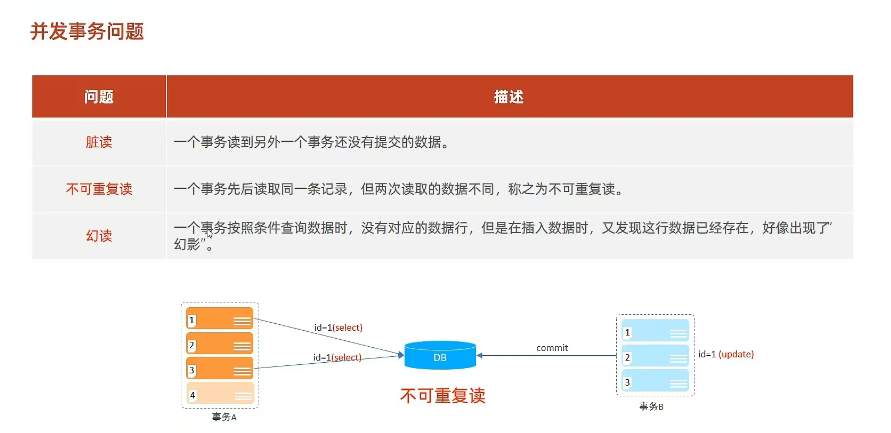 并发事务问题
问题 描述
脏读 一个事务读到另外一个事务还没有提交的数据。
不可重复读 一个事务先后读取同一条记录，但两次读取的数据不同，称之为不可重复读。
幻读 一个事务按照条件查询数据时，没有对应的数据行，但是在插入数据时，又发现这行数据已经存在，好像出现了"
幻影"。
1
2
3
4
事务A
id=1(select)
id=1(select)
DB
不可重复读
commit
1
2
3
事务B
id=1 (update)